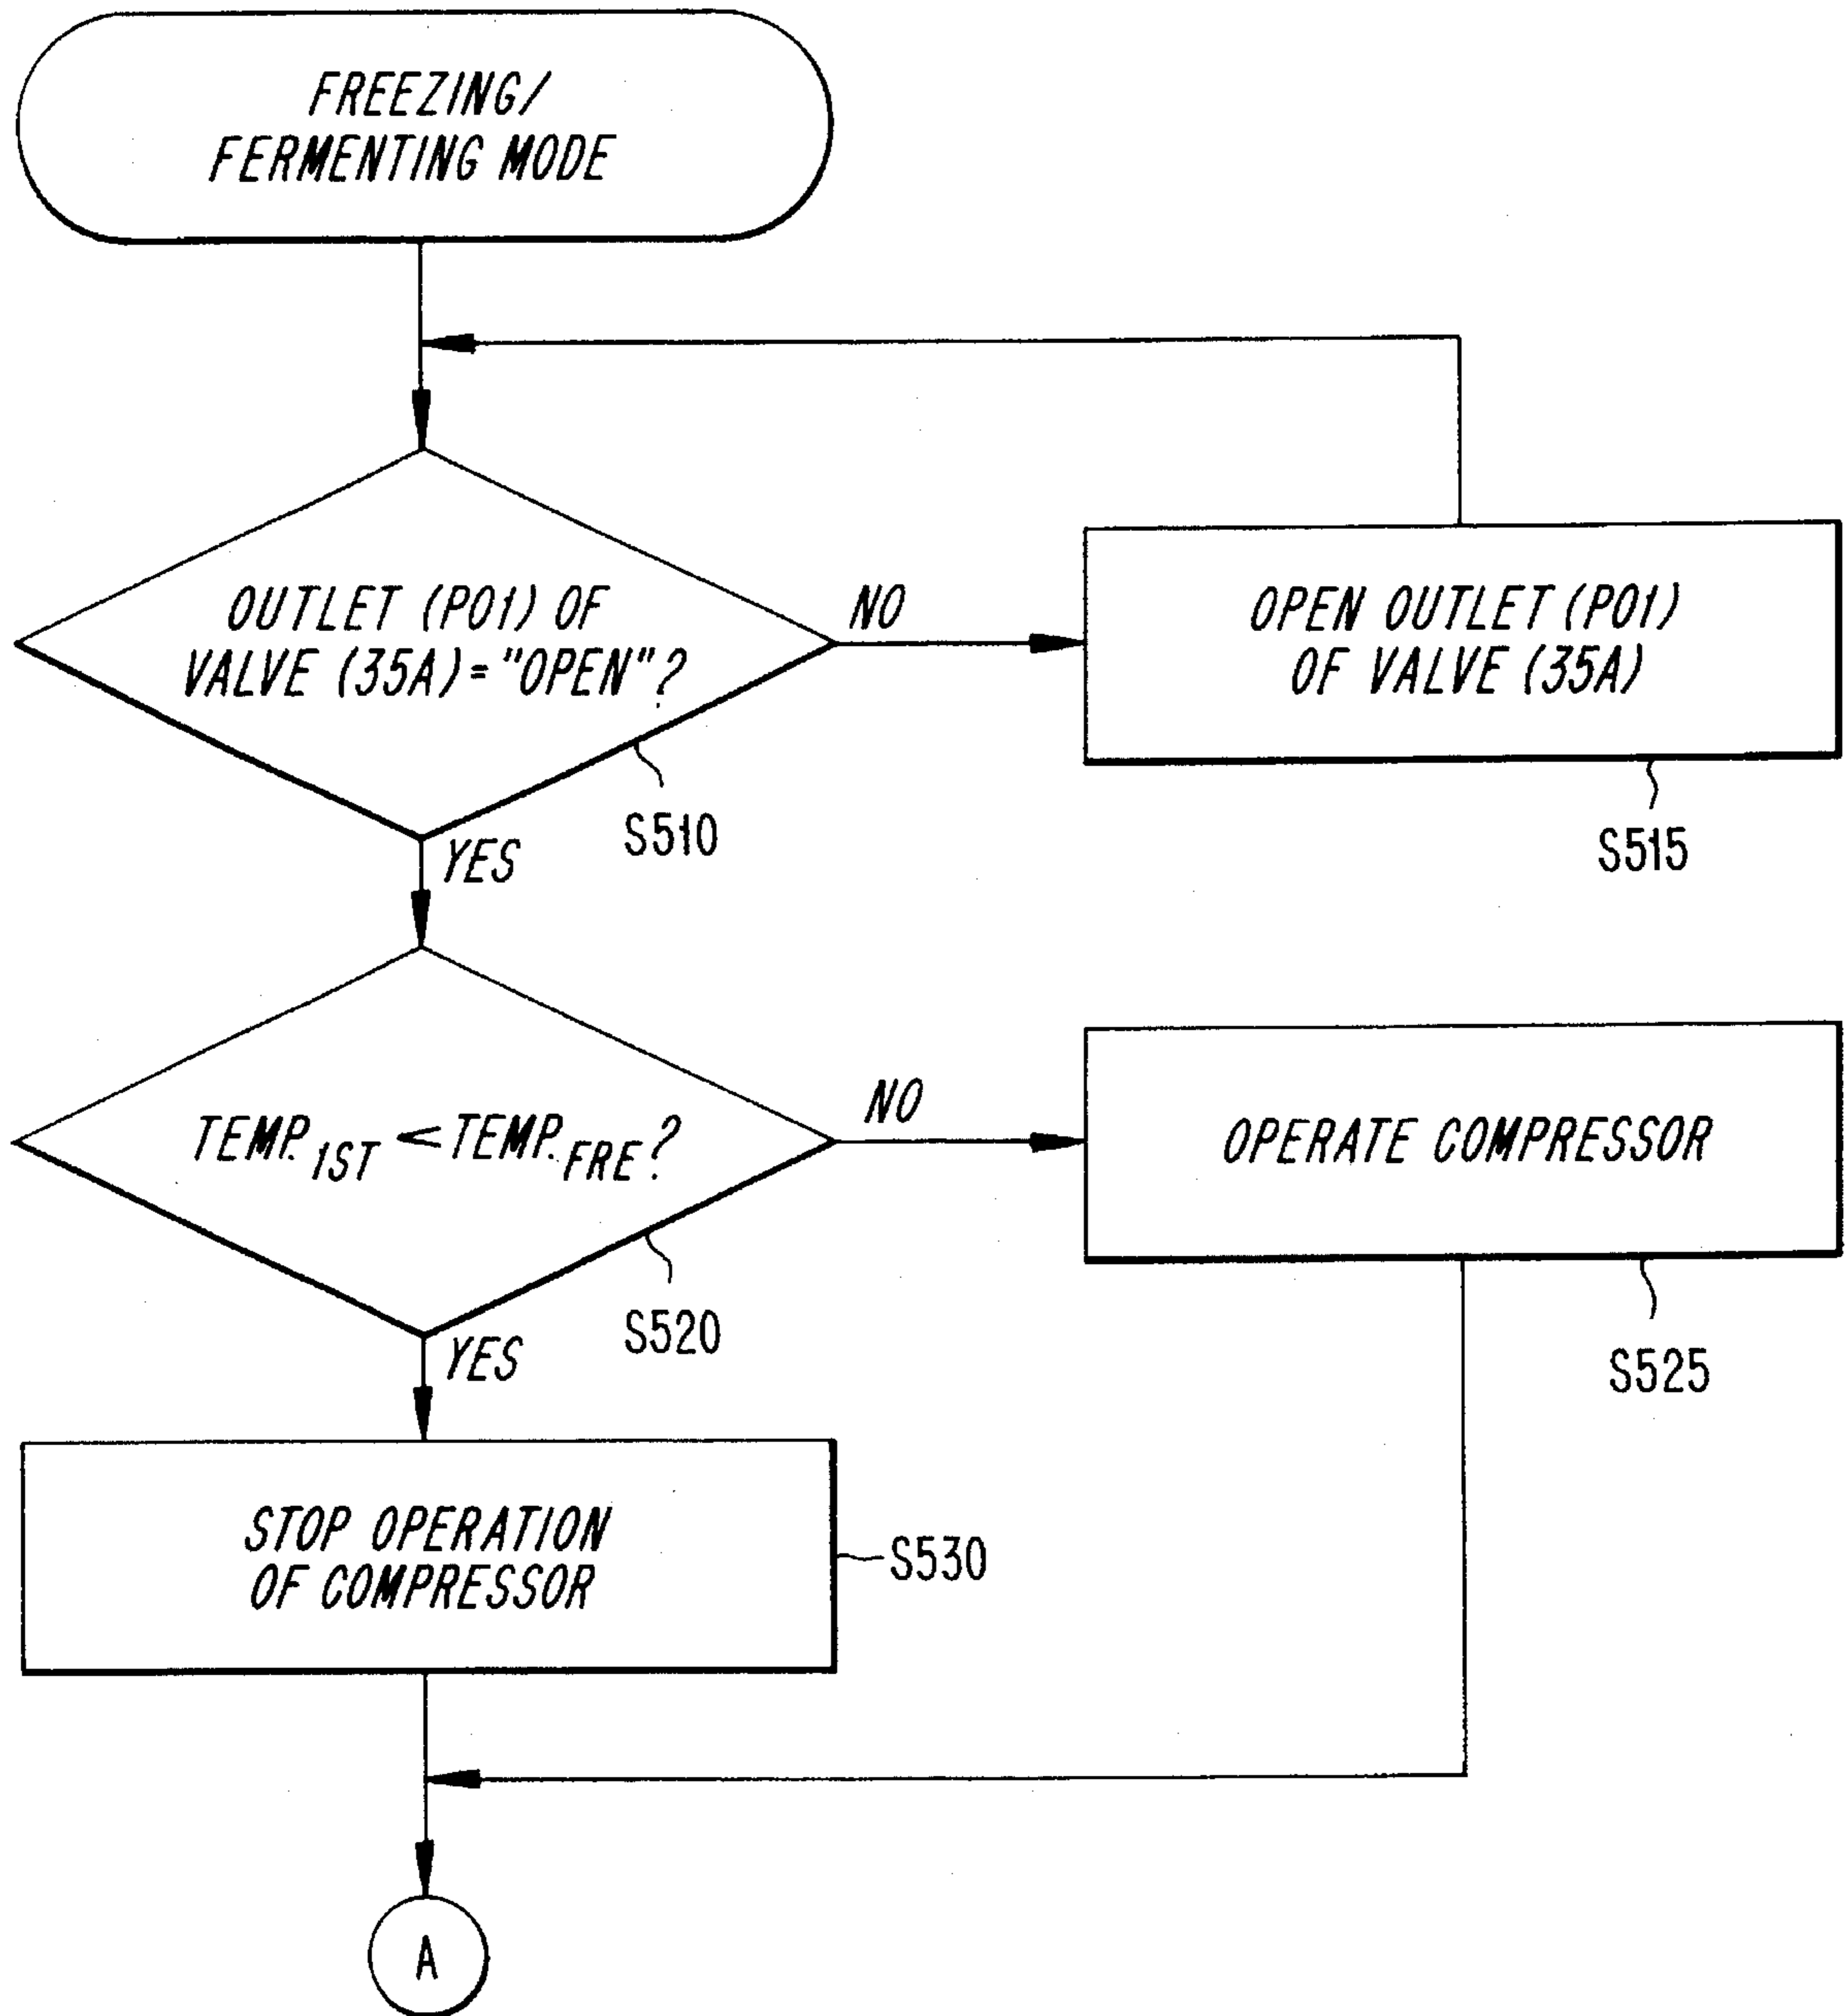 FREEZING/
FERMENTING MODE
OUTLET (P01) OF
VALVE (35A)="OPEN"?
NO
OPEN OUTLET (P01)
OF VALVE (35A)
S510
S515
YES
TEMP.1ST < TEMP.FRE?
NO
OPERATE COMPRESSOR
S520
S525
YES
STOP OPERATION
OF COMPRESSOR
S530
A